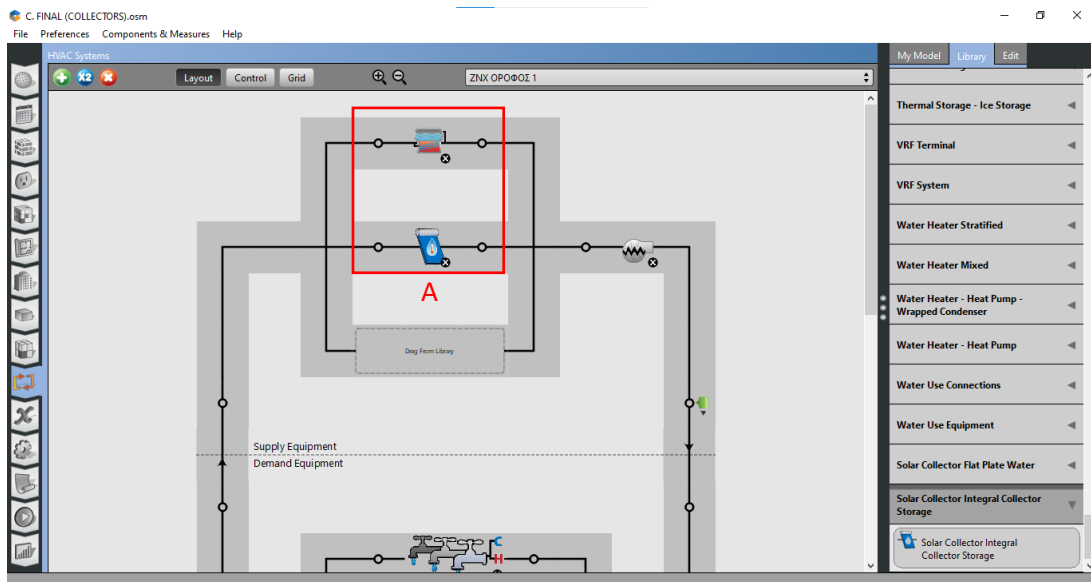 C. FINAL (COLLECTORS).osm
File Preferences Components & Measures Help
HVAC Systems
X2
Layout Control Grid
ΖΝΧ ΟΡΟΦΟΣ 1
My Model Library Edit
Thermal Storage - Ice Storage
VRF Terminal
VRF System
Water Heater Stratified
Water Heater Mixed
Water Heater - Heat Pump -
Wrapped Condenser
Water Heater - Heat Pump
Water Use Connections
Water Use Equipment
Solar Collector Flat Plate Water
Solar Collector Integral Collector
Storage
Solar Collector Integral
Collector Storage
A
Drag From Library
Supply Equipment
Demand Equipment
C
H